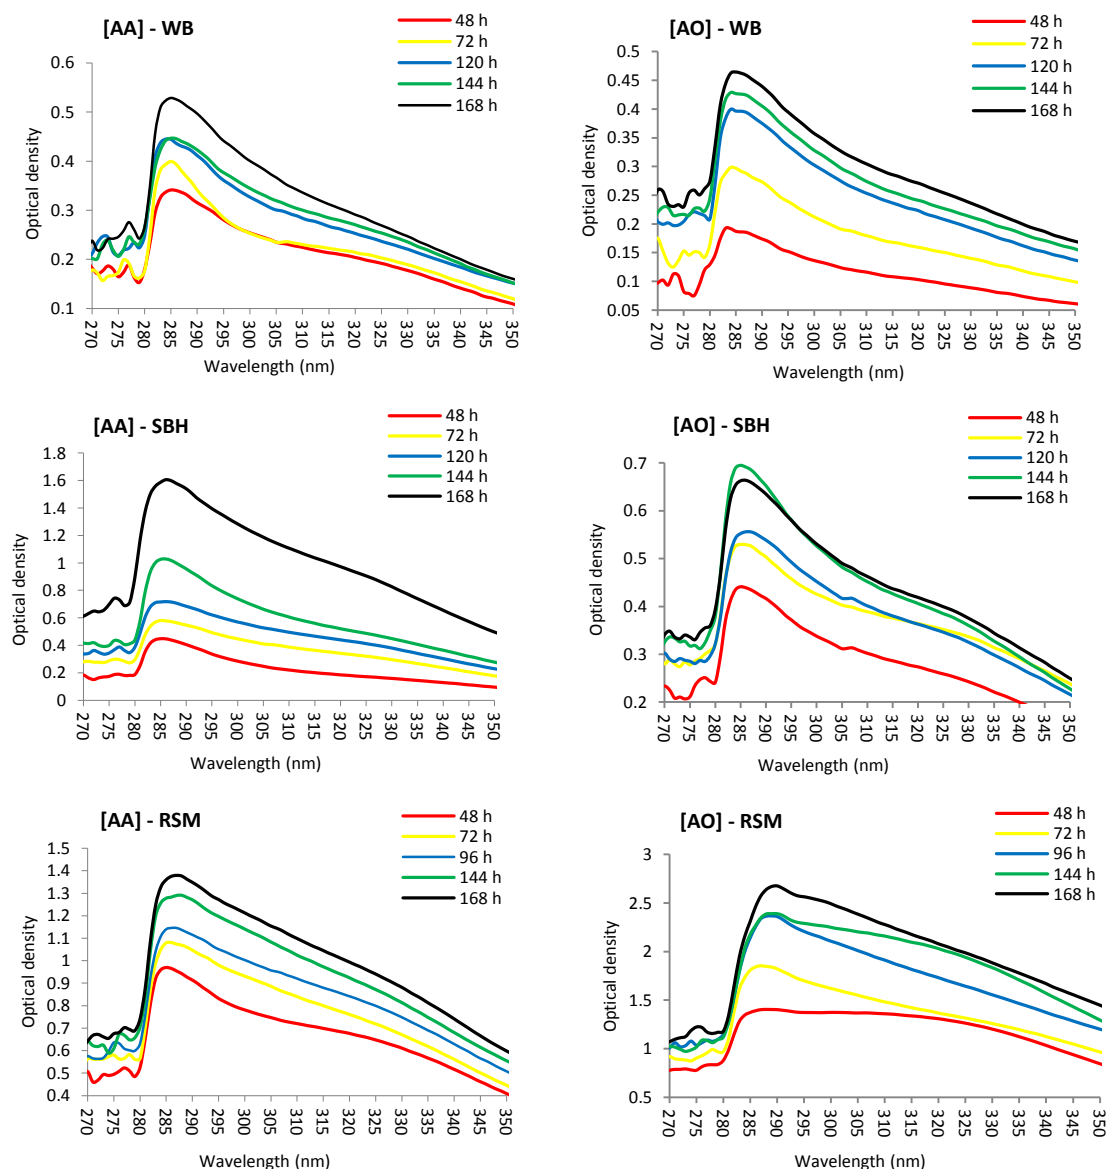 [AA] - WB
48 h
72 h
120 h
144 h
168 h
Optical density
0.6
0.5
0.4
0.3
0.2
0.1
270 275 280 285 290 295 300 305 310 315 320 325 330 335 340 345 350
Wavelength (nm)
[AO] - WB
48 h
72 h
120 h
144 h
168 h
Optical density
0.5
0.45
0.4
0.35
0.3
0.25
0.2
0.15
0.1
0.05
270 275 280 285 290 295 300 305 310 315 320 325 330 335 340 345 350
Wavelength (nm)
[AA] - SBH
48 h
72 h
120 h
144 h
168 h
Optical density
1.8
1.6
1.4
1.2
1
0.8
0.6
0.4
0.2
0
270 275 280 285 290 295 300 305 310 315 320 325 330 335 340 345 350
Wavelength (nm)
[AO] - SBH
48 h
72 h
120 h
144 h
168 h
Optical density
0.7
0.6
0.5
0.4
0.3
0.2
270 275 280 285 290 295 300 305 310 315 320 325 330 335 340 345 350
Wavelength (nm)
[AA] - RSM
48 h
72 h
96 h
144 h
168 h
Optical density
1.5
1.4
1.3
1.2
1.1
1
0.9
0.8
0.7
0.6
0.5
0.4
270 275 280 285 290 295 300 305 310 315 320 325 330 335 340 345 350
Wavelength (nm)
[AO] - RSM
48 h
72 h
96 h
144 h
168 h
Optical density
3
2.5
2
1.5
1
0.5
270 275 280 285 290 295 300 305 310 315 320 325 330 335 340 345 350
Wavelength (nm)